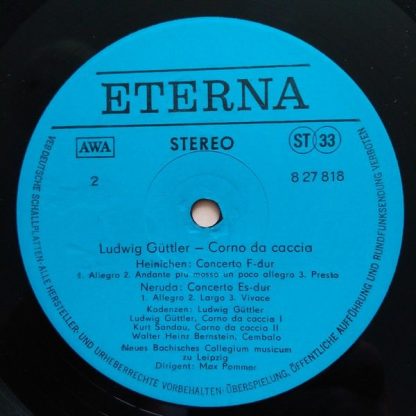 ETERNA
AWA
STEREO
ST 33
2
8 27 818
Ludwig Güttler – Corno da caccia
Heinichen: Concerto F-dur
1. Allegro 2. Andante piu mosso un poco allegro 3. Presto
Neruda: Concerto Es-dur
1. Allegro 2. Largo 3. Vivace
Kadenzen: Ludwig Güttler
Ludwig Güttler, Corno da caccia I
Kurt Sandau, Corno da caccia II
Walter Heinz Bernstein, Cembalo
Neues Bachisches Collegium musicum
zu Leipzig
Dirigent: Max Pommer
VEB DEUTSCHE SCHALLPLATTEN · ALLE HERSTELLER- UND URHEBERRECHTE VORBEHALTEN: ÜBERSPIELUNG, ÖFFENTLICHE AUFFÜHRUNG UND RUNDFUNKSENDUNG VERBOTEN